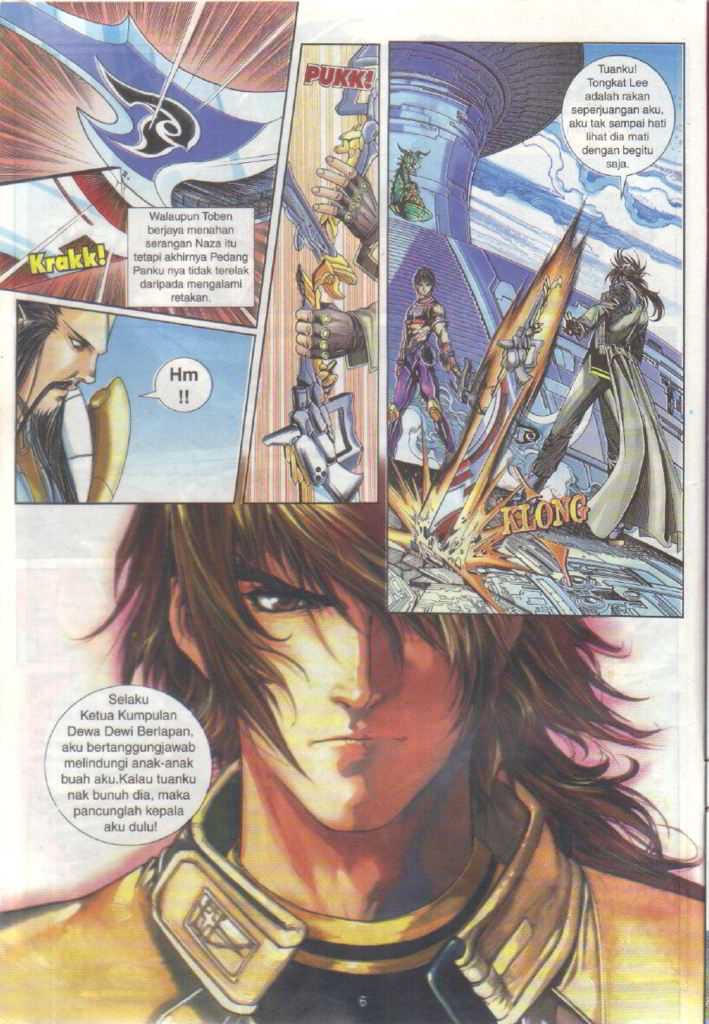 Krakk!
Walaupun Toben
berjaya menahan
serangan Naza itu
tetapi akhirnya Pedang
Panku nya tidak terelak
daripada mengalami
retakan.
Hm
!!
PUKK!
Tuanku!
Tongkat Lee
adalah rakan
seperjuangan aku,
aku tak sampai hati
lihat dia mati
dengan begitu
saja.
KLONG
Selaku
Ketua Kumpulan
Dewa Dewi Berlapan,
aku bertanggungjawab
melindungi anak-anak
buah aku.Kalau tuanku
nak bunuh dia, maka
pancunglah kepala
aku dulu!
6